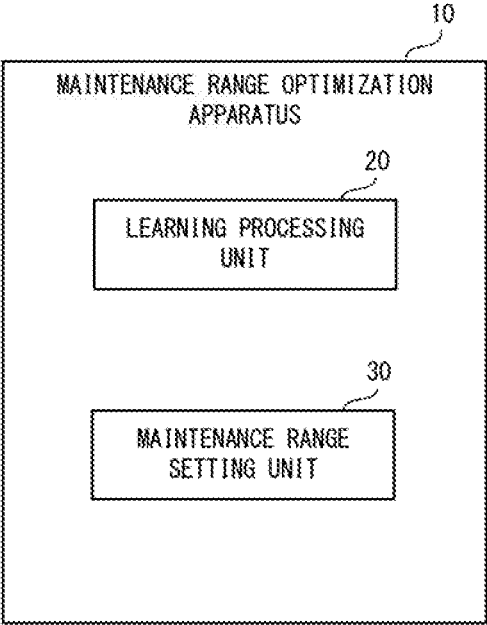 10
MAINTENANCE RANGE OPTIMIZATION
APPARATUS
20
LEARNING PROCESSING
UNIT
30
MAINTENANCE RANGE
SETTING UNIT